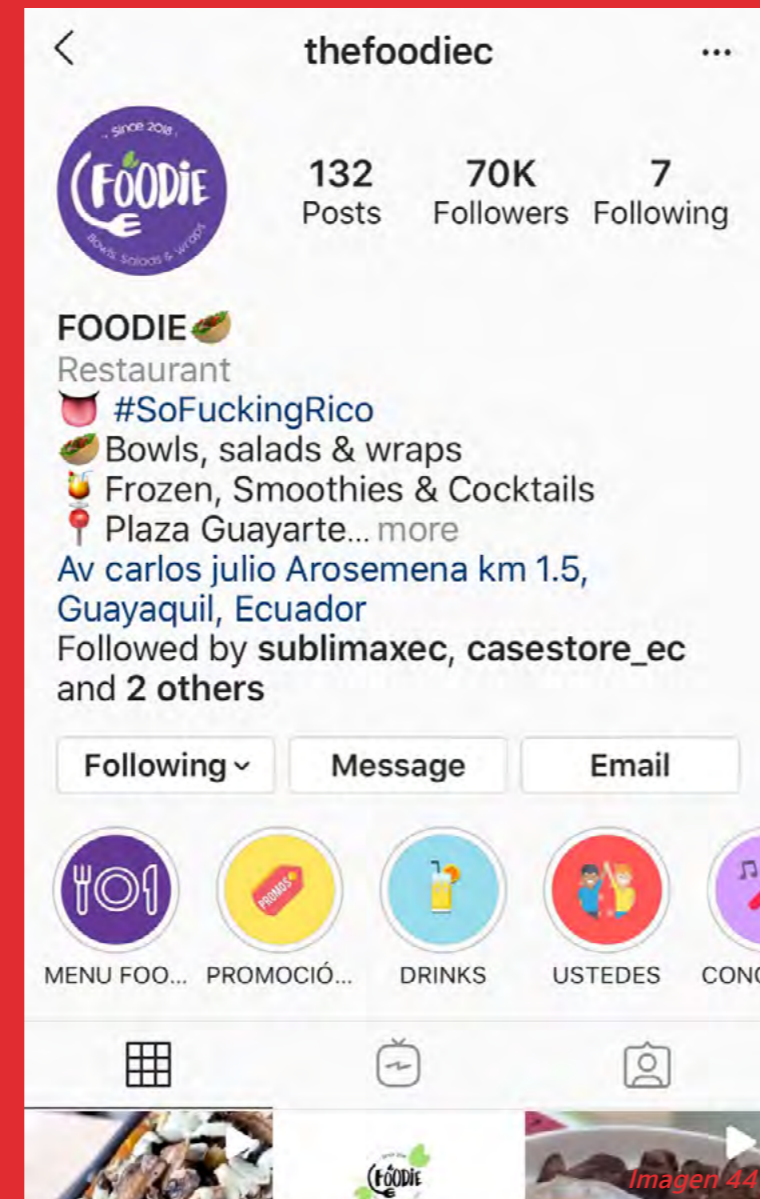 thefoodiec
Since 2018
FOODiE
Bowls, Salads & Wraps
132
Posts
70K
Followers
7
Following
FOODIE
Restaurant
#SoFuckingRico
Bowls, salads & wraps
Frozen, Smoothies & Cocktails
Plaza Guayarte... more
Av carlos julio Arosemena km 1.5,
Guayaquil, Ecuador
Followed by sublimaxec, casestore_ec
and 2 others
Following
Message
Email
PROMOS
MENU FOO...
PROMOCIÓ...
DRINKS
USTEDES
CONC
FOODiE
Imagen 44